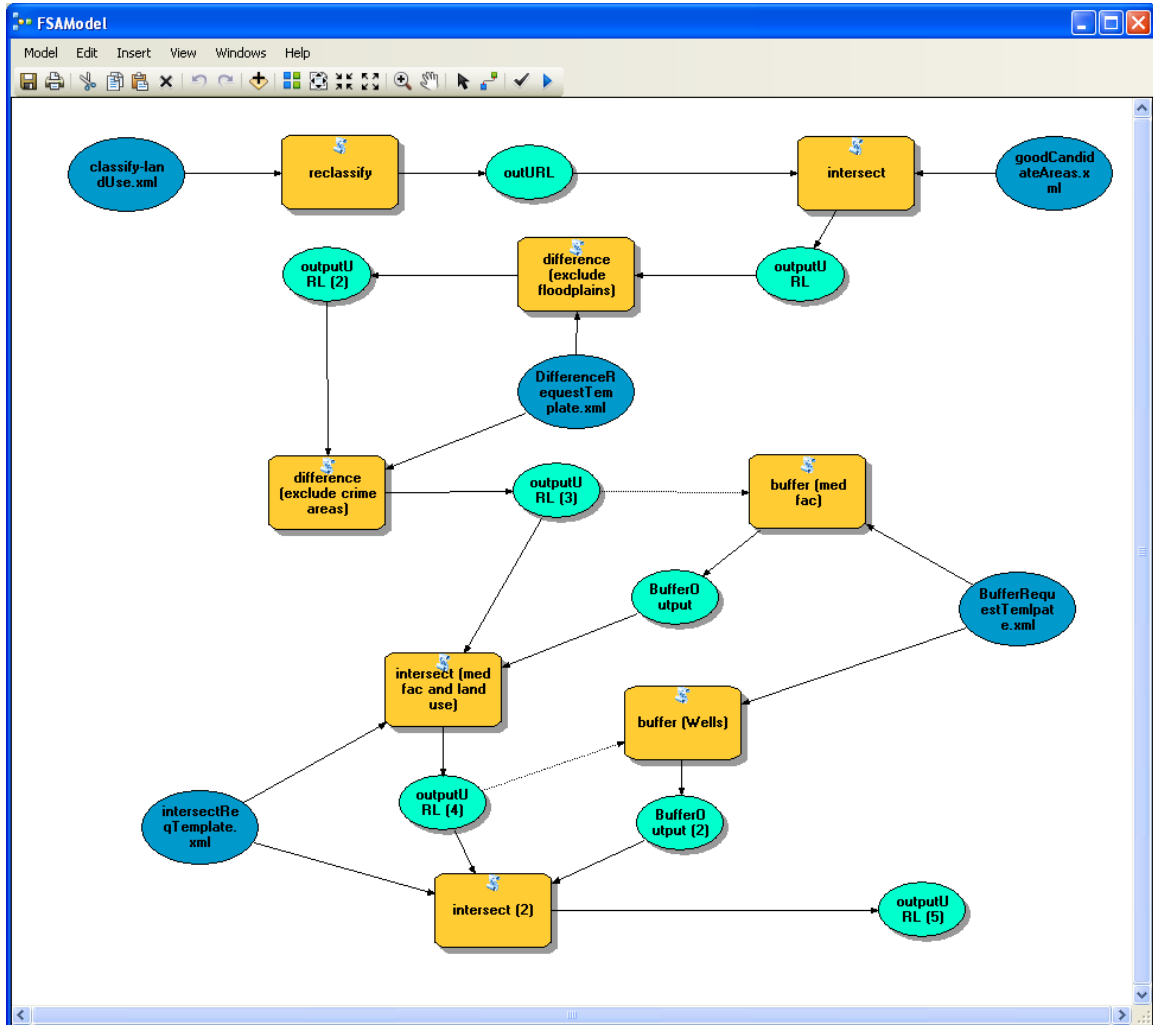 FSAModel
Model Edit Insert View Windows Help
classify-lan
dUse.xml
reclassify
outURL
intersect
goodCandid
ateAreas.x
ml
outputU
RL (2)
difference
(exclude
floodplains)
outputU
RL
DifferenceR
equestTem
plate.xml
difference
(exclude crime
areas)
outputU
RL (3)
buffer (med
fac)
BufferO
utput
BufferRequ
estTemlpat
e.xml
intersect (med
fac and land
use)
buffer (Wells)
outputU
RL (4)
intersectRe
qTemplate.
xml
BufferO
utput (2)
intersect (2)
outputU
RL (5)